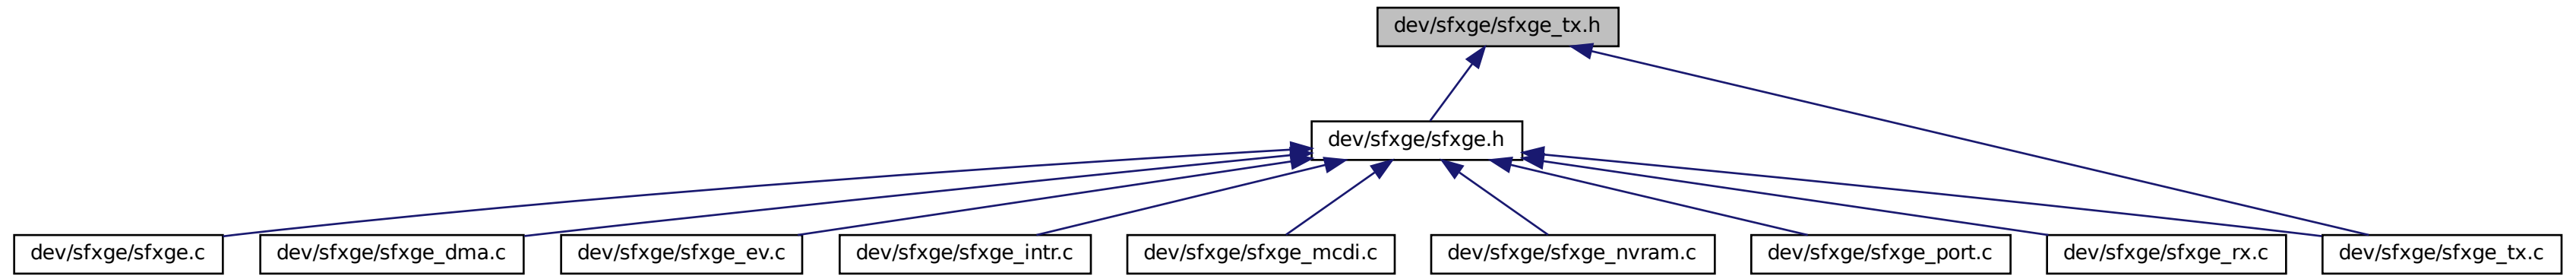 dev/sfxge/sfxge_tx.h
dev/sfxge/sfxge.h
dev/sfxge/sfxge.c
dev/sfxge/sfxge_dma.c
dev/sfxge/sfxge_ev.c
dev/sfxge/sfxge_intr.c
dev/sfxge/sfxge_mcdi.c
dev/sfxge/sfxge_nvram.c
dev/sfxge/sfxge_port.c
dev/sfxge/sfxge_rx.c
dev/sfxge/sfxge_tx.c